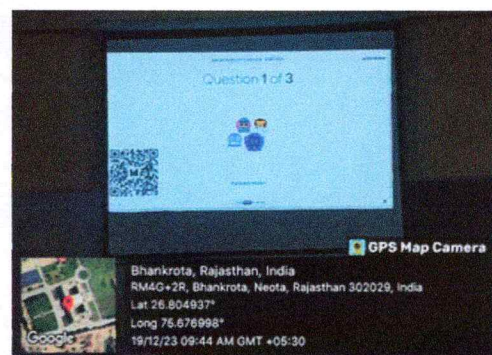 Question 1 of 3
GPS Map Camera
Bhankrota, Rajasthan, India
RM4G+2R, Bhankrota, Neota, Rajasthan 302029, India
Lat 26.804937°
Long 75.676998°
19/12/23 09:44 AM GMT +05:30
Google